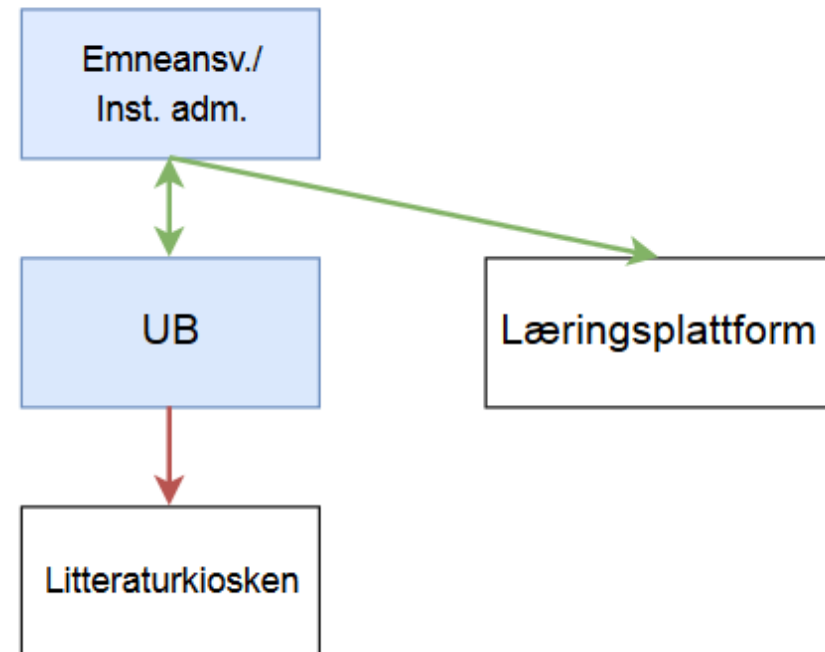 Emneansv./
Inst. adm.
UB
Læringsplattform
Litteraturkiosken